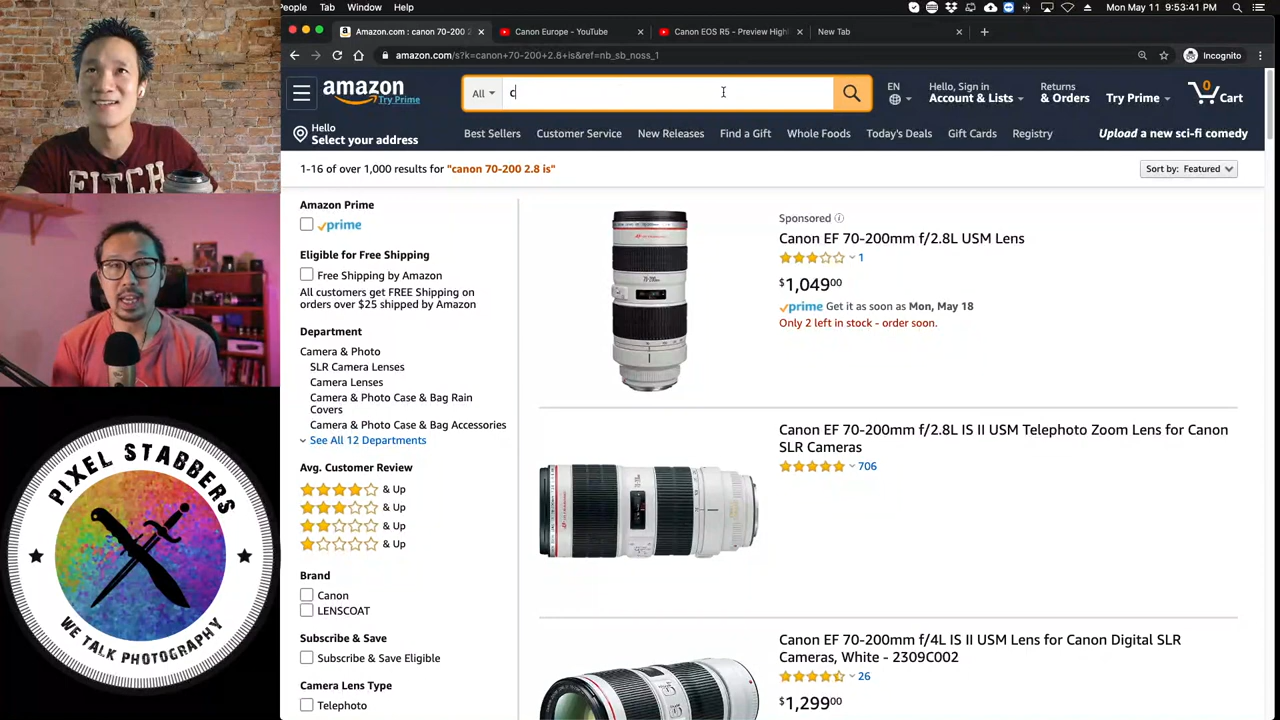 People Tab Window Help
Mon May 11 5:53:41 PM
Amazon.com : canon 70-200 2
Canon Europe - YouTube
Canon EOS R5 - Preview High
New Tab
amazon.com/s?k=canon+70-200+2.8+is&ref=nb_sb_noss_1
Incognito
amazon
Try Prime
All
c
EN
Hello, Sign in
Account & Lists
Returns
& Orders
Try Prime
0
Cart
Hello
Select your address
Best Sellers Customer Service New Releases Find a Gift Whole Foods Today's Deals Gift Cards Registry
Upload a new sci-fi comedy
1-16 of over 1,000 results for "canon 70-200 2.8 is"
Sort by: Featured
Amazon Prime
prime
Eligible for Free Shipping
Free Shipping by Amazon
All customers get FREE Shipping on
orders over $25 shipped by Amazon
Department
Camera & Photo
SLR Camera Lenses
Camera Lenses
Camera & Photo Case & Bag Rain
Covers
Camera & Photo Case & Bag Accessories
See All 12 Departments
Avg. Customer Review
& Up
& Up
& Up
& Up
Brand
Canon
LENSCOAT
Subscribe & Save
Subscribe & Save Eligible
Camera Lens Type
Telephoto
Sponsored
Canon EF 70-200mm f/2.8L USM Lens
1
$1,049.00
prime Get it as soon as Mon, May 18
Only 2 left in stock - order soon.
Canon EF 70-200mm f/2.8L IS II USM Telephoto Zoom Lens for Canon
SLR Cameras
706
Canon EF 70-200mm f/4L IS II USM Lens for Canon Digital SLR
Cameras, White - 2309C002
26
$1,299.00
FITCH
PIXEL STABBERS
WE TALK PHOTOGRAPHY